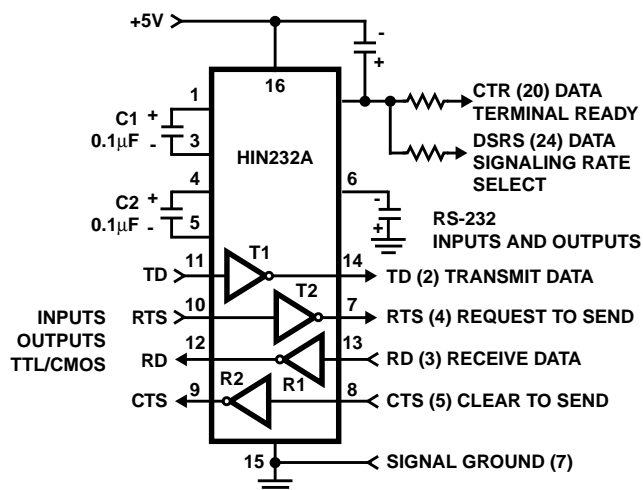 +5V
-
+
16
1
CTR (20) DATA
TERMINAL READY
C1
0.1µF
+
-
3
HIN232A
DSRS (24) DATA
SIGNALING RATE
SELECT
4
6
C2
0.1µF
+
-
5
-
+
RS-232
INPUTS AND OUTPUTS
TD
11
T1
14
TD (2) TRANSMIT DATA
INPUTS
OUTPUTS
TTL/CMOS
RTS
10
T2
7
RTS (4) REQUEST TO SEND
RD
12
R1
13
RD (3) RECEIVE DATA
CTS
9
R2
8
CTS (5) CLEAR TO SEND
15
SIGNAL GROUND (7)